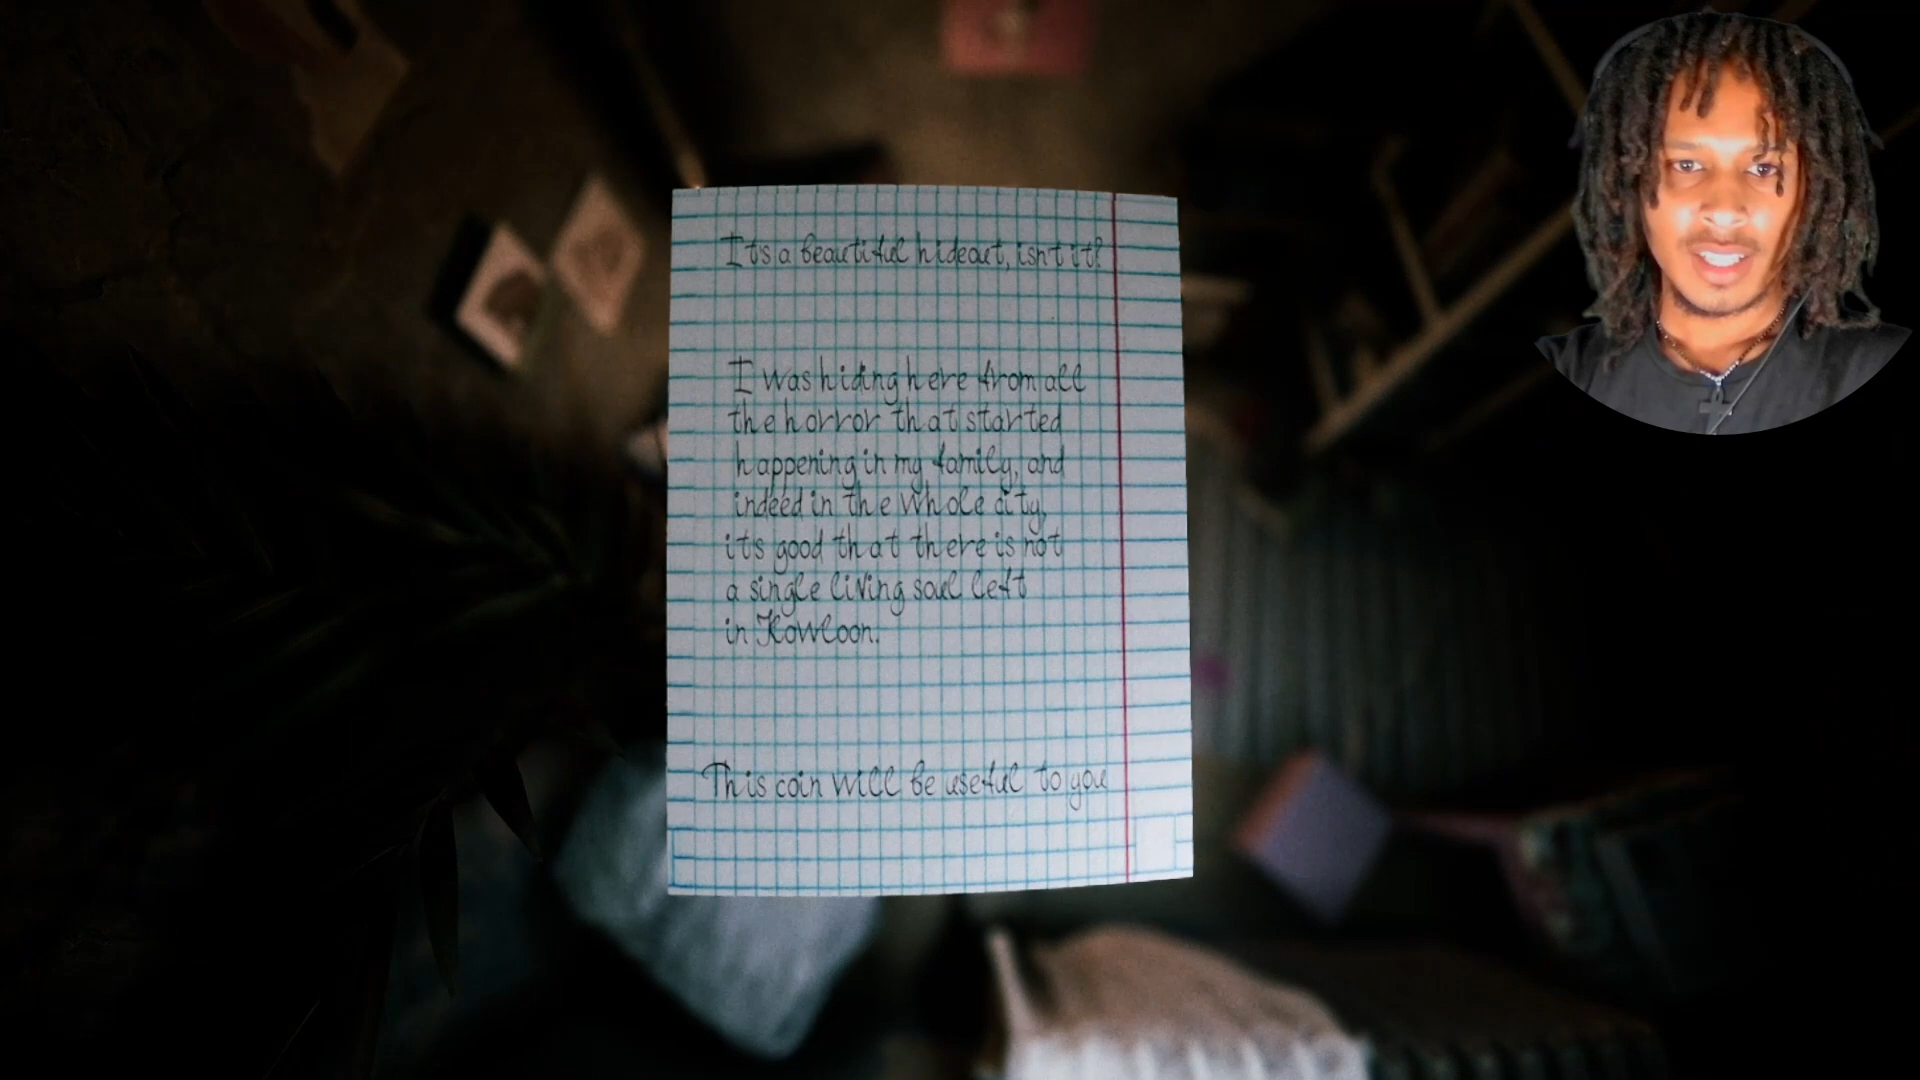 It's a beautiful hideout, isn't it?
I was hiding here from all
the horror that started
happening in my family, and
indeed in the whole city,
it's good that there is not
a single living soul left
in Kowloon.
This coin will be useful to you